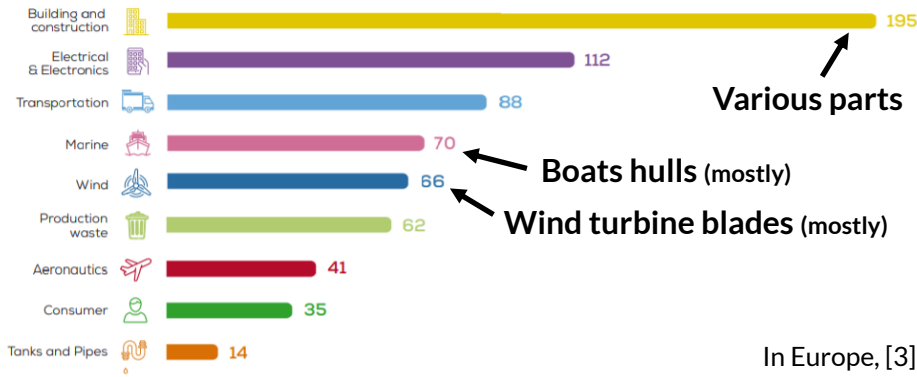 Building and
construction
195
Electrical
& Electronics
112
Various parts
Transportation
88
Marine
70
Boats hulls (mostly)
Wind
66
Wind turbine blades (mostly)
Production
waste
62
Aeronautics
41
Consumer
35
Tanks and Pipes
14
In Europe, [3]